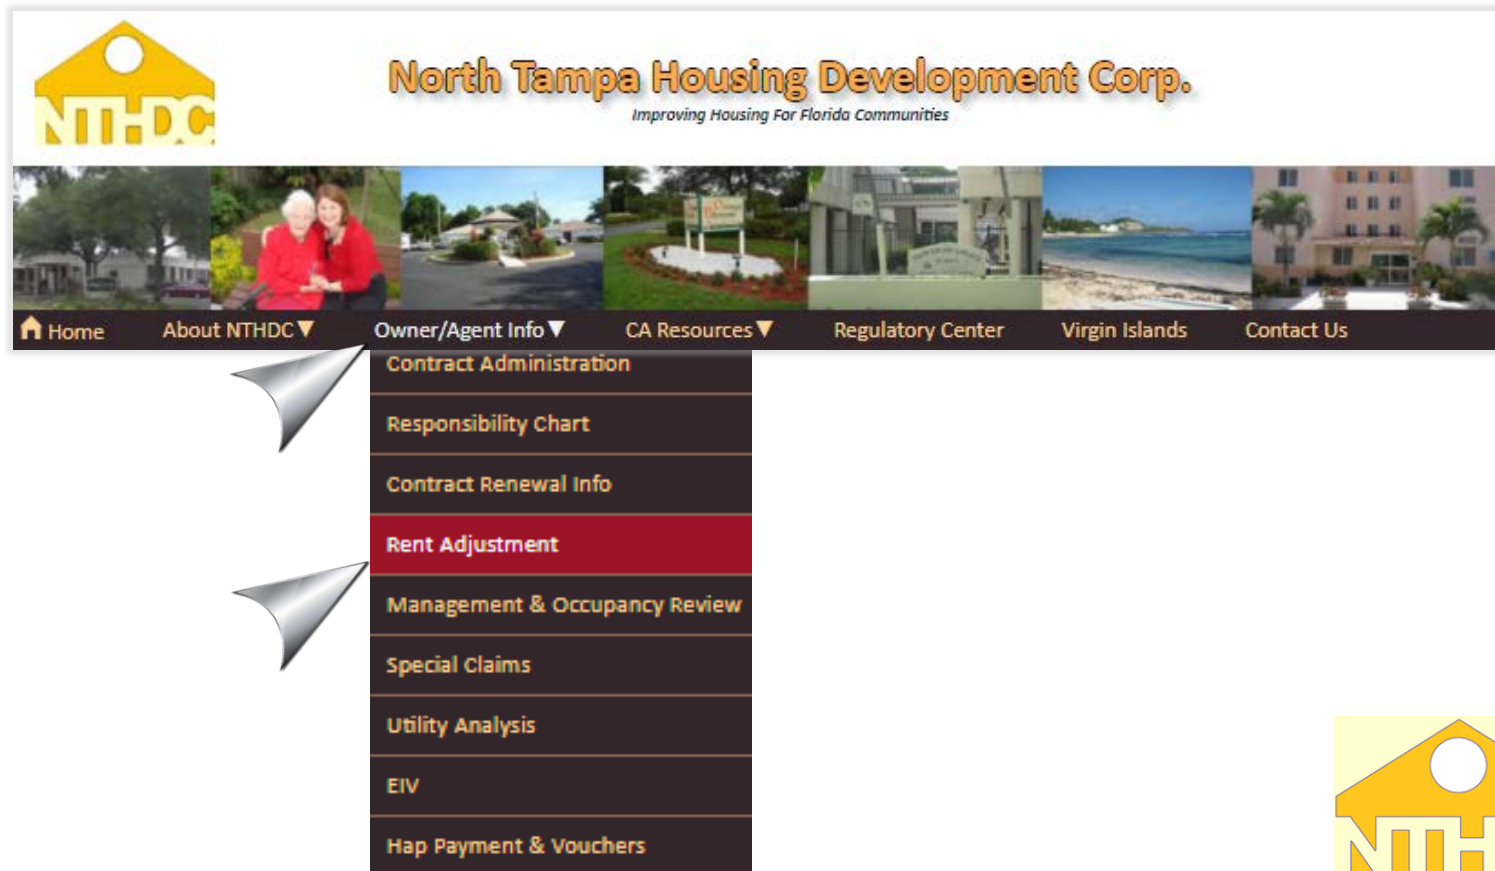 NTHDC
North Tampa Housing Development Corp.
Improving Housing For Florida Communities
Home About NTHDC▼ Owner/Agent Info▼ CA Resources▼ Regulatory Center Virgin Islands Contact Us
Contract Administration
Responsibility Chart
Contract Renewal Info
Rent Adjustment
Management & Occupancy Review
Special Claims
Utility Analysis
EIV
Hap Payment & Vouchers
NTH